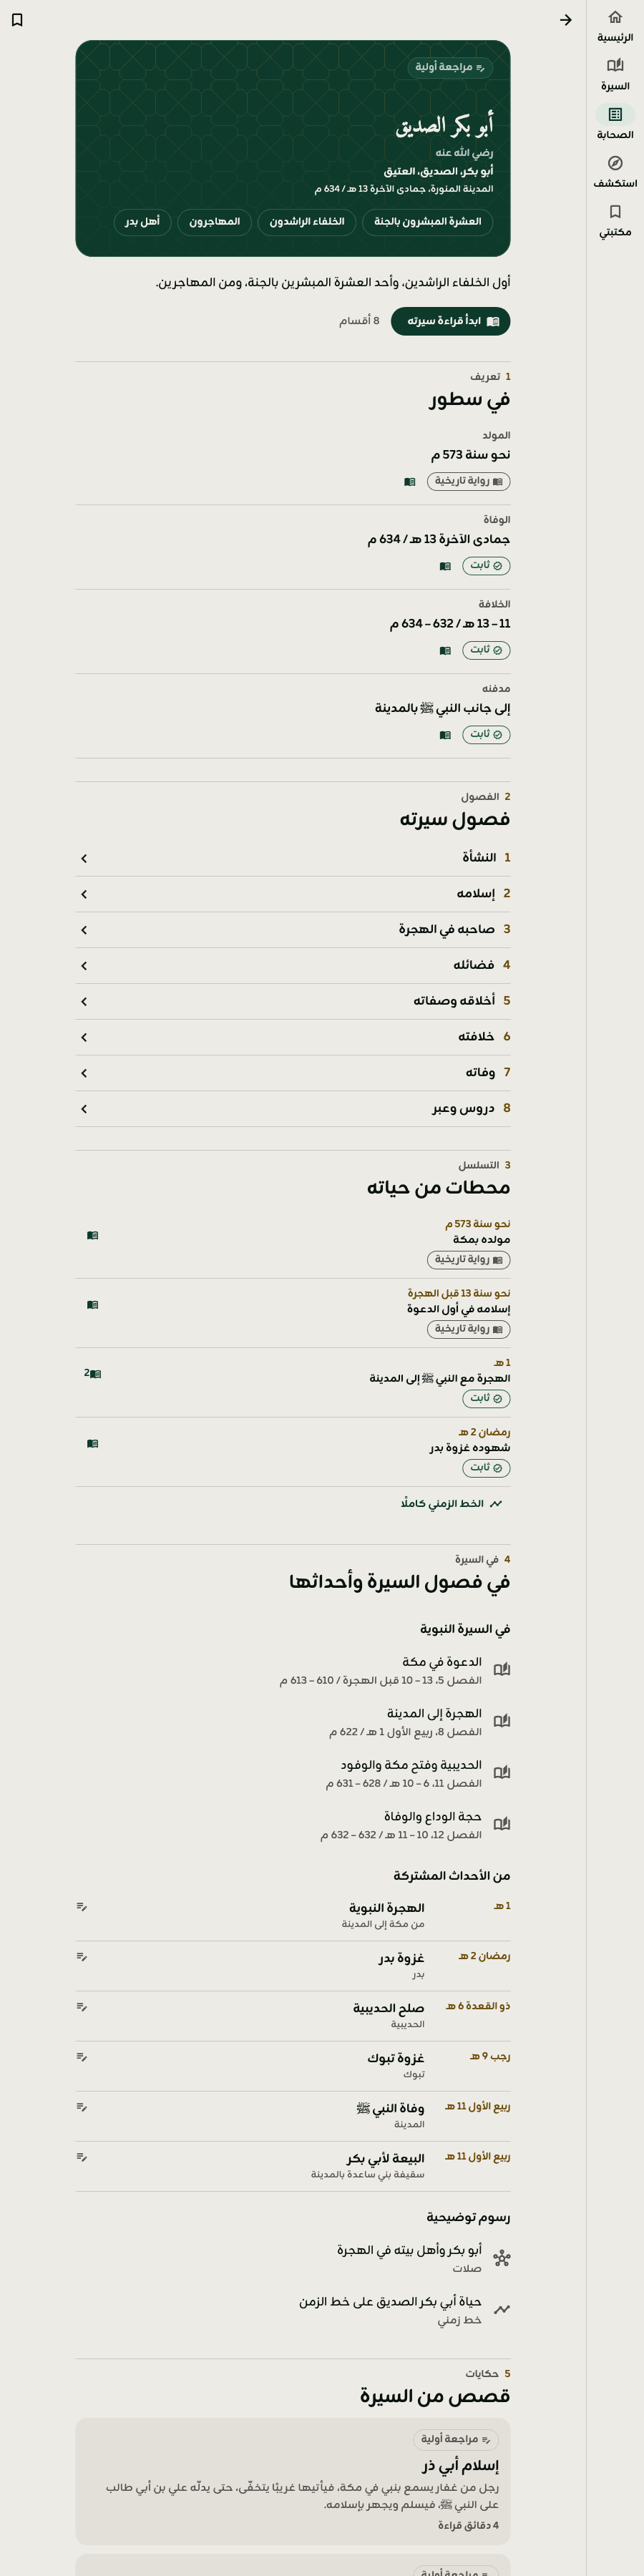 الرئيسية
السيرة
الصحابة
استكشف
مكتبتي
مراجعة أولية
أبو بكر الصديق
رضي الله عنه
أبو بكر، الصديق، العتيق
المدينة المنورة، جمادى الآخرة 13 هـ / 634 م
العشرة المبشرون بالجنة
الخلفاء الراشدون
المهاجرون
أهل بدر
أول الخلفاء الراشدين، وأحد العشرة المبشرين بالجنة، ومن المهاجرين.
ابدأ قراءة سيرته
8 أقسام
1 تعريف
في سطور
المولد
نحو سنة 573 م
رواية تاريخية
الوفاة
جمادى الآخرة 13 هـ / 634 م
ثابت
الخلافة
11 – 13 هـ / 632 – 634 م
ثابت
مدفنه
إلى جانب النبي ﷺ بالمدينة
ثابت
2 الفصول
فصول سيرته
1 النشأة
2 إسلامه
3 صاحبه في الهجرة
4 فضائله
5 أخلاقه وصفاته
6 خلافته
7 وفاته
8 دروس وعبر
3 التسلسل
محطات من حياته
نحو سنة 573 م
مولده بمكة
رواية تاريخية
نحو سنة 13 قبل الهجرة
إسلامه في أول الدعوة
رواية تاريخية
1 هـ
الهجرة مع النبي ﷺ إلى المدينة
2
ثابت
رمضان 2 هـ
شهوده غزوة بدر
ثابت
الخط الزمني كاملًا
4 في السيرة
في فصول السيرة وأحداثها
في السيرة النبوية
الدعوة في مكة
الفصل 5، 13 – 10 قبل الهجرة / 610 – 613 م
الهجرة إلى المدينة
الفصل 8، ربيع الأول 1 هـ / 622 م
الحديبية وفتح مكة والوفود
الفصل 11، 6 – 10 هـ / 628 – 631 م
حجة الوداع والوفاة
الفصل 12، 10 – 11 هـ / 632 – 632 م
من الأحداث المشتركة
1 هـ
الهجرة النبوية
من مكة إلى المدينة
رمضان 2 هـ
غزوة بدر
بدر
ذو القعدة 6 هـ
صلح الحديبية
الحديبية
رجب 9 هـ
غزوة تبوك
تبوك
ربيع الأول 11 هـ
وفاة النبي ﷺ
المدينة
ربيع الأول 11 هـ
البيعة لأبي بكر
سقيفة بني ساعدة بالمدينة
رسوم توضيحية
أبو بكر وأهل بيته في الهجرة
صلات
حياة أبي بكر الصديق على خط الزمن
خط زمني
5 حكايات
قصص من السيرة
مراجعة أولية
إسلام أبي ذر
رجل من غفار يسمع بنبي في مكة، فيأتيها غريبًا يتخفّى، حتى يدلّه علي بن أبي طالب
على النبي ﷺ، فيسلم ويجهر بإسلامه.
4 دقائق قراءة
مراجعة أولية